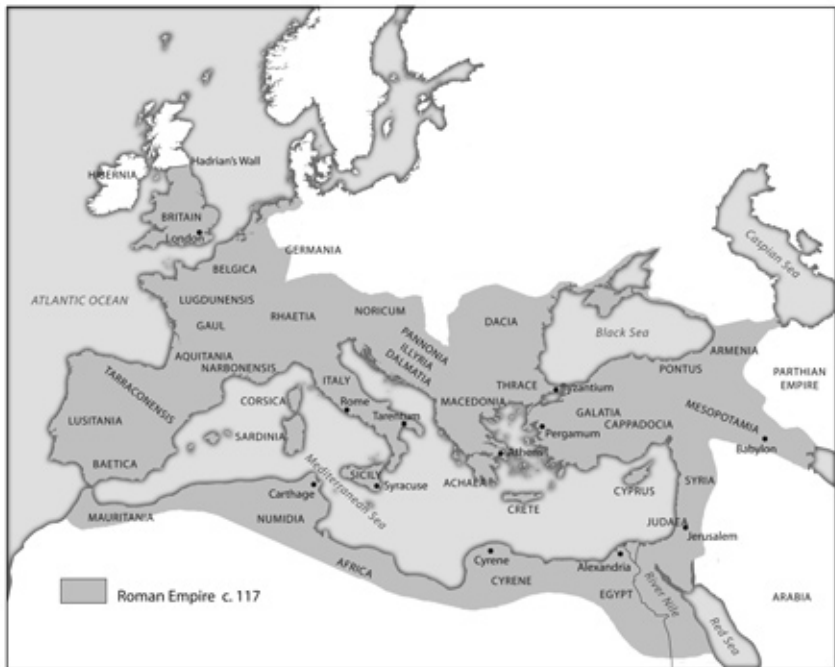 Hadrian's Wall
HIBERNIA
BRITAIN
London
GERMANIA
BELGICA
Caspian Sea
ATLANTIC OCEAN
LUGDUNENSIS
RHAETIA
NORICUM
GAUL
DACIA
Black Sea
PANNONIA
ILLYRIA
DALMATIA
ARMENIA
AQUITANIA
NARBONENSIS
PONTUS
PARTHIAN
EMPIRE
TARRACONENSIS
ITALY
THRACE
Byzantium
CORSICA
Rome
MACEDONIA
GALATIA
MESOPOTAMIA
LUSITANIA
Tarentum
CAPPADOCIA
Pergamum
SARDINIA
Babylon
BAETICA
Athens
Mediterranean Sea
SICILY
ACHAEA
SYRIA
Carthage
Syracuse
CYPRUS
CRETE
MAURITANIA
NUMIDIA
JUDAEA
Jerusalem
Cyrene
Alexandria
AFRICA
CYRENE
River Nile
EGYPT
ARABIA
Roman Empire c. 117
Red Sea